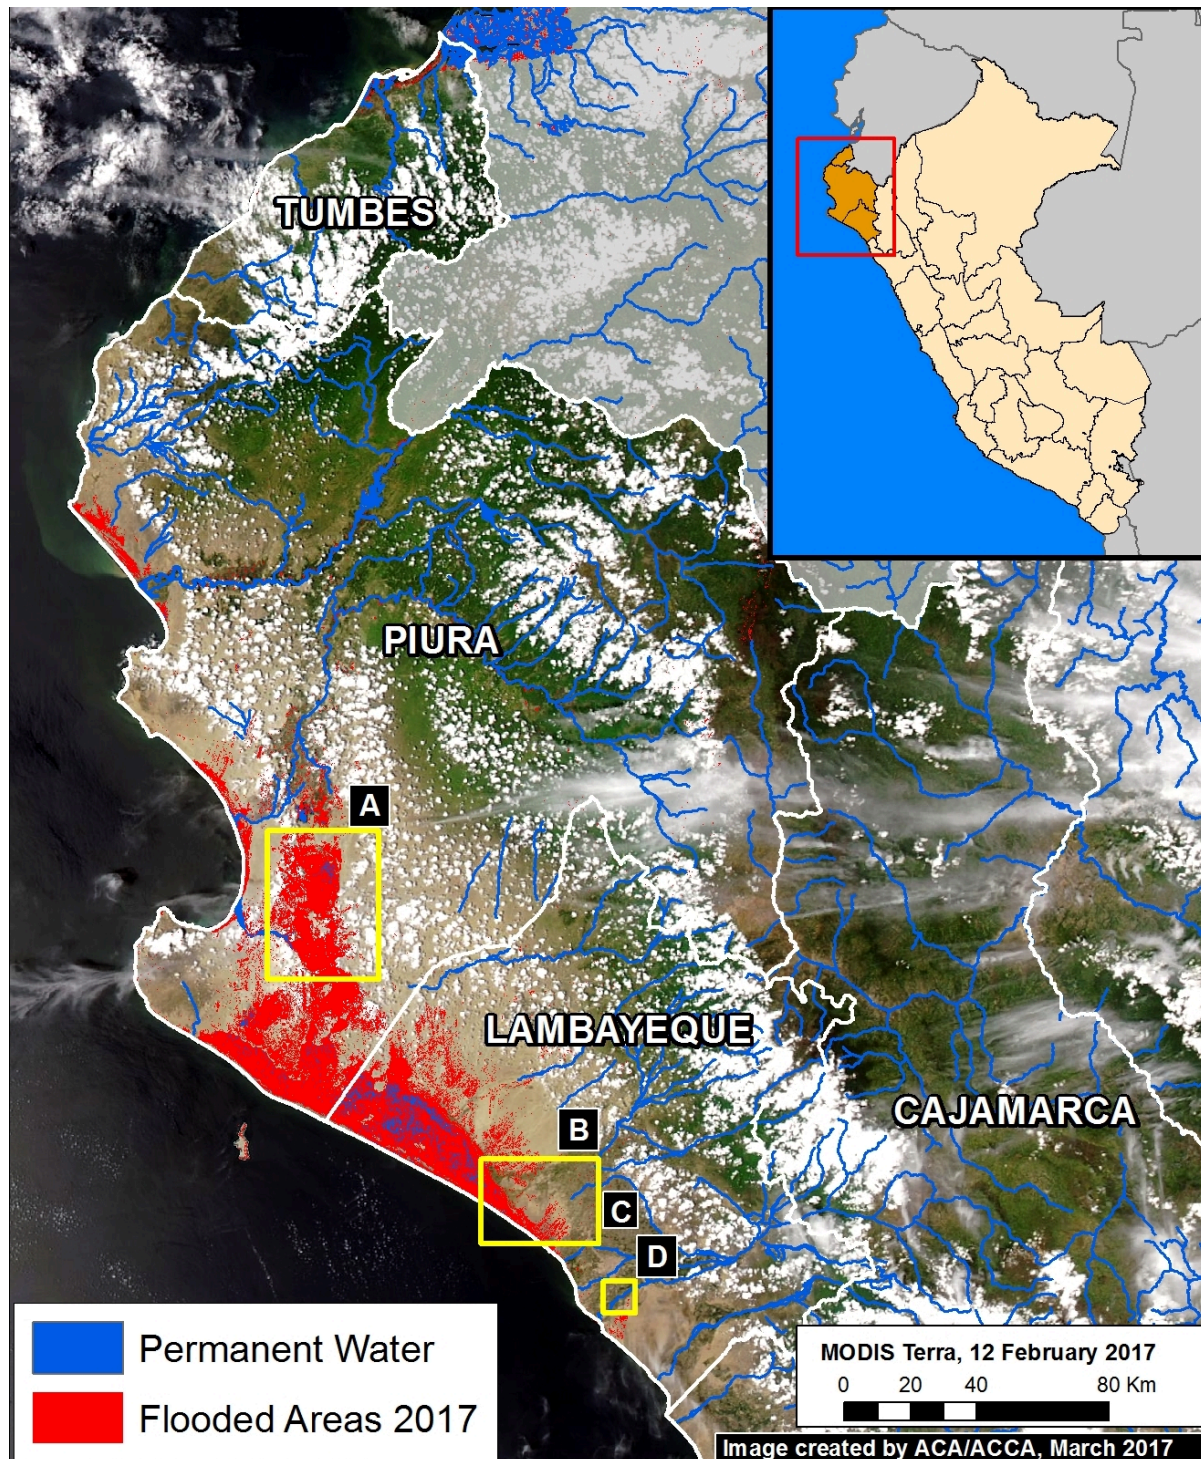 TUMBES
PIURA
A
LAMBAYEQUE
CAJAMARCA
B
C
D
Permanent Water
Flooded Areas 2017
MODIS Terra, 12 February 2017
0 20 40 80 Km
Image created by ACA/ACCA, March 2017